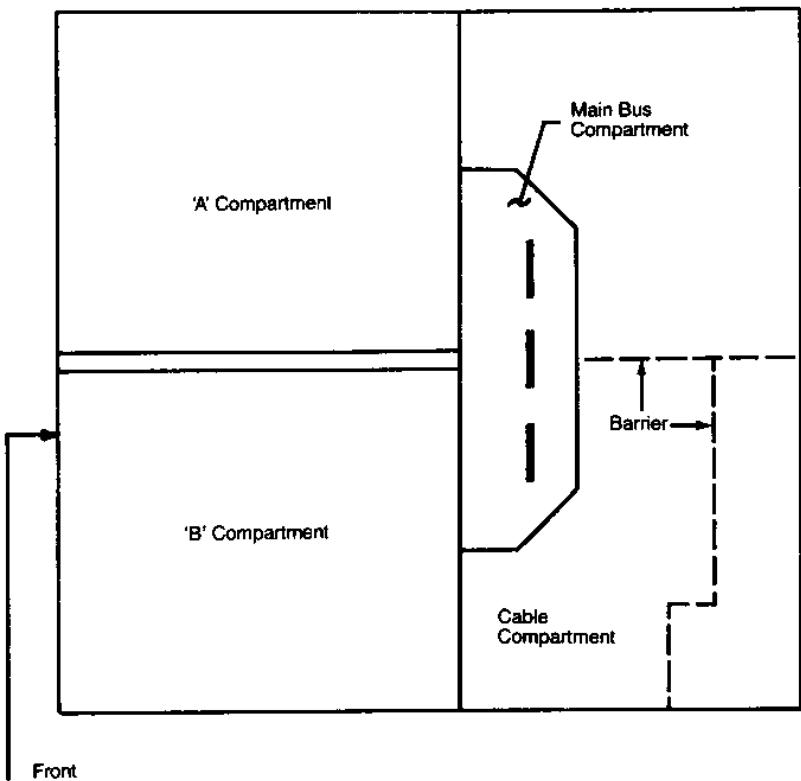 Main Bus
Compartment
'A' Compartment
Barrier
'B' Compartment
Cable
Compartment
Front